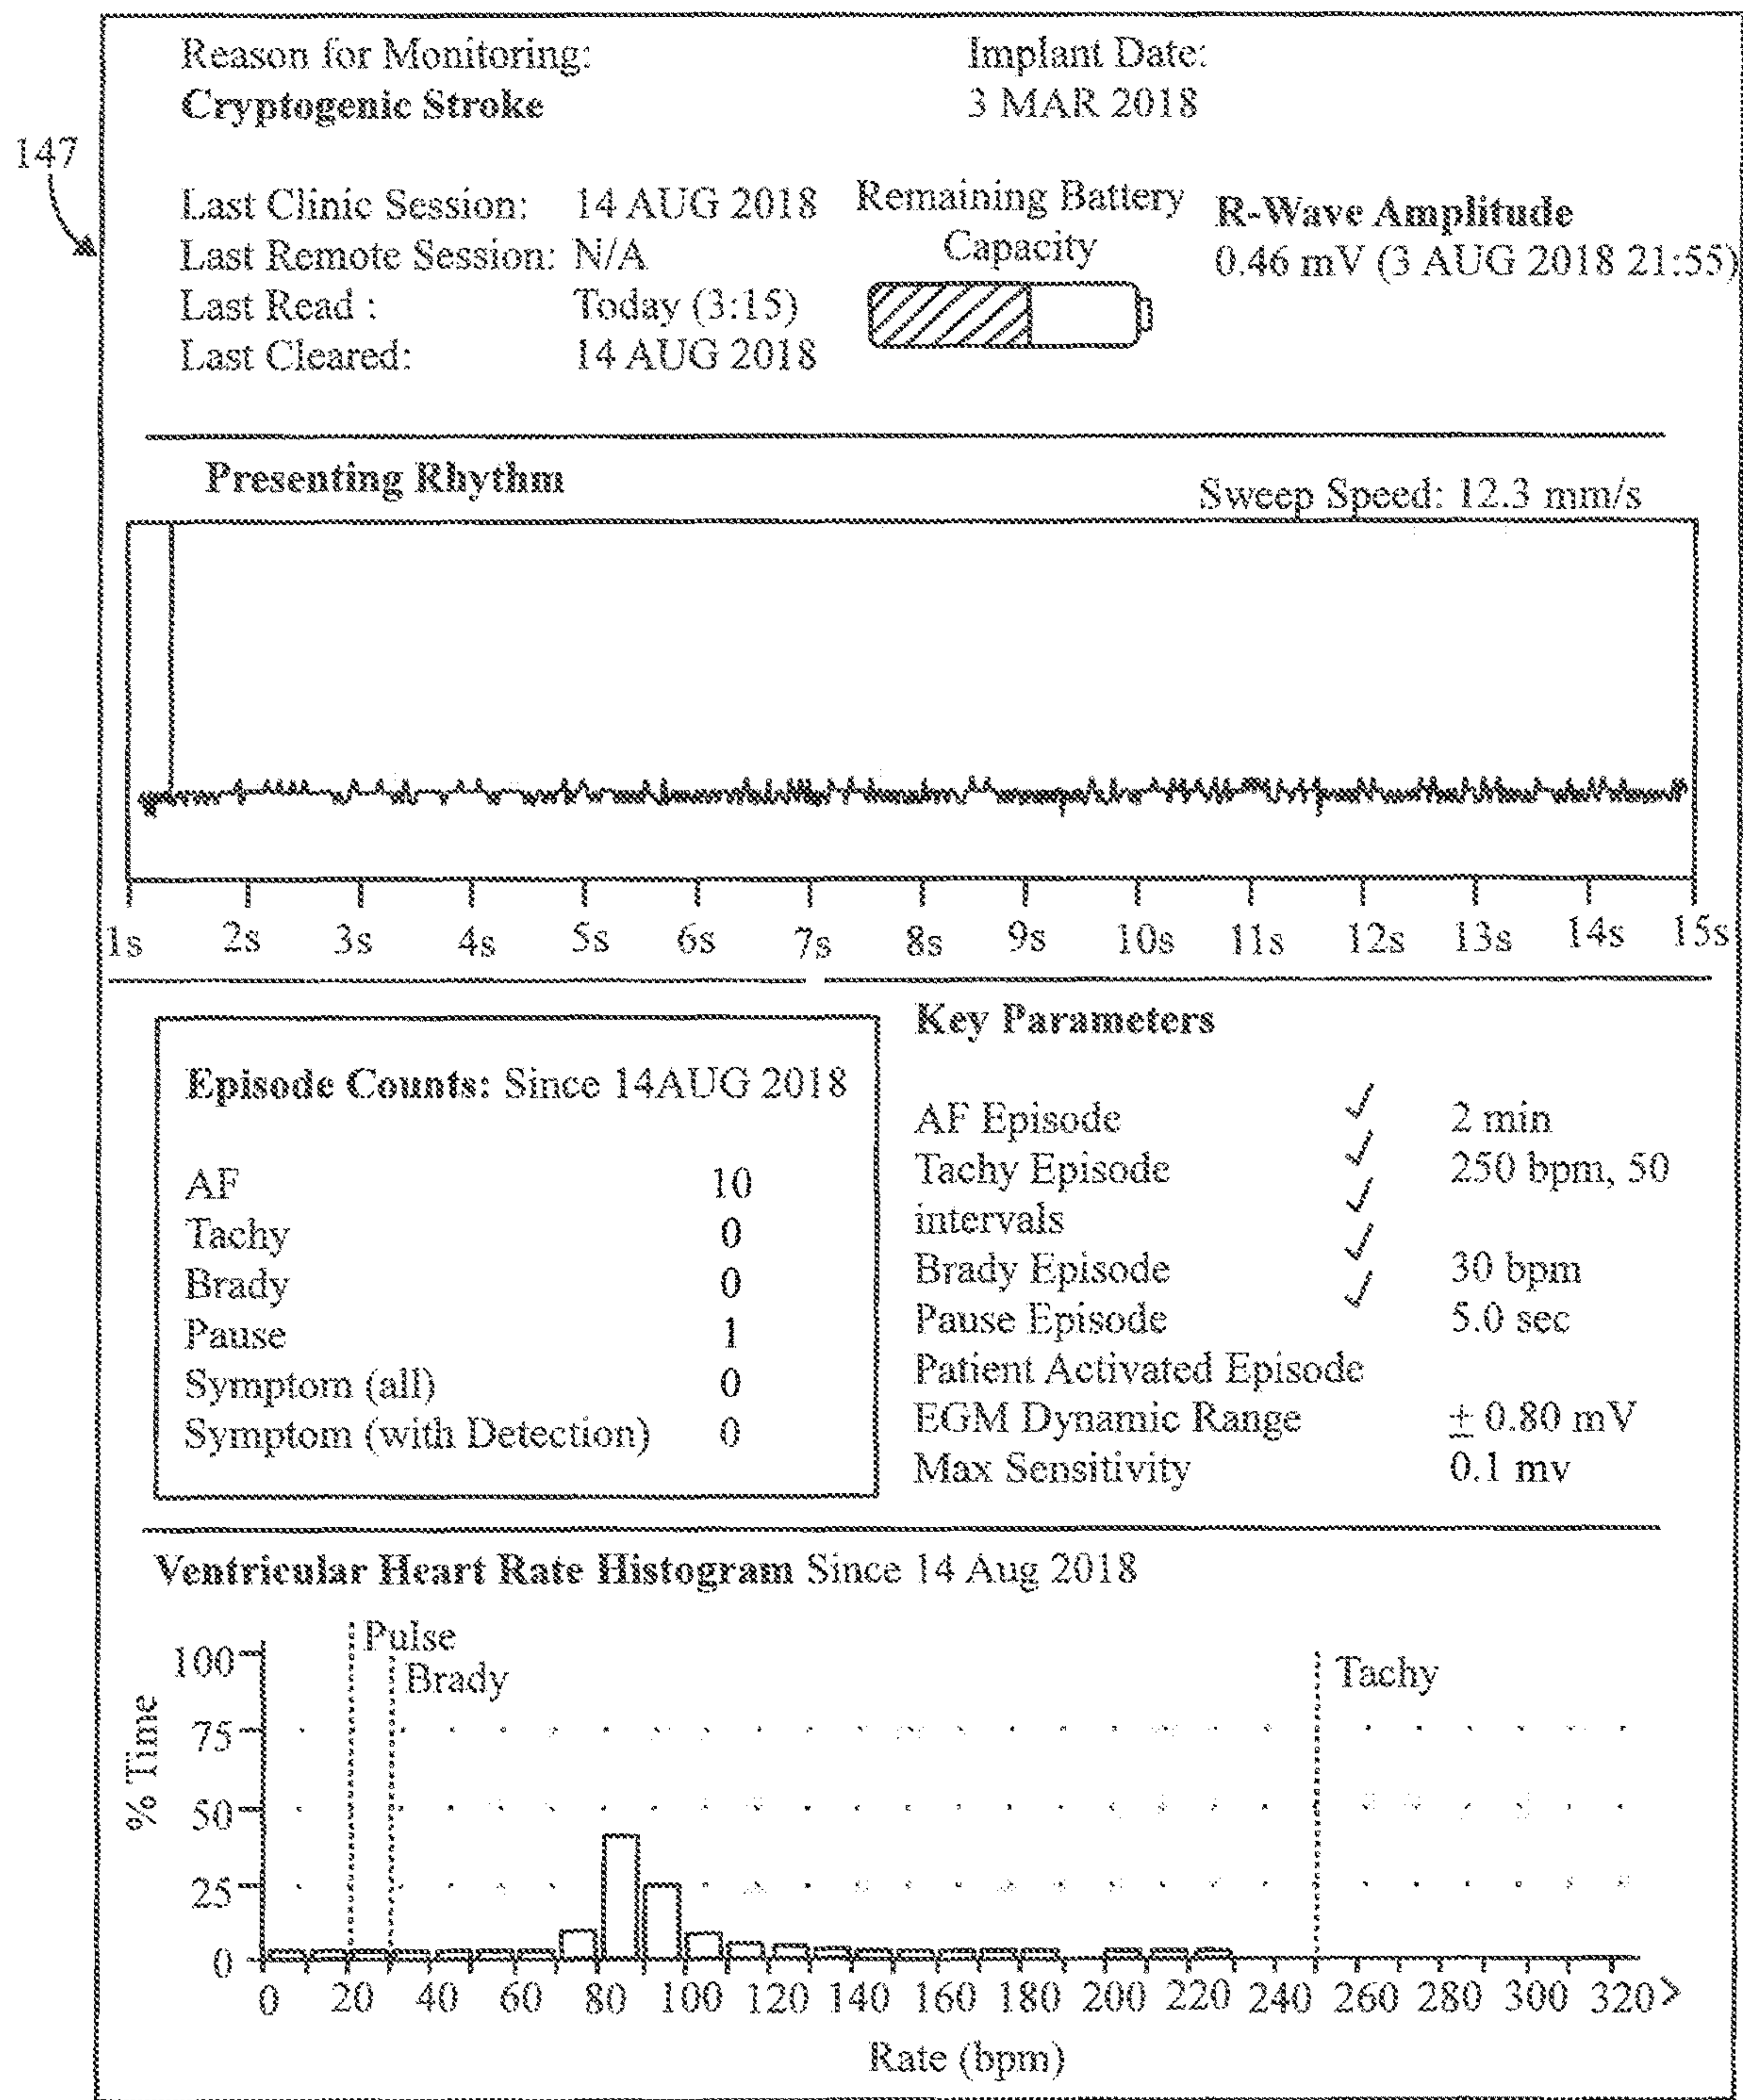 147
Reason for Monitoring:
Cryptogenic Stroke
Implant Date:
3 MAR 2018
Last Clinic Session: 14 AUG 2018
Last Remote Session: N/A
Last Read : Today (3:15)
Last Cleared: 14 AUG 2018
Remaining Battery
Capacity
R-Wave Amplitude
0.46 mV (3 AUG 2018 21:55)
Presenting Rhythm
Sweep Speed: 12.3 mm/s
1s 2s 3s 4s 5s 6s 7s 8s 9s 10s 11s 12s 13s 14s 15s
Episode Counts: Since 14AUG 2018
AF 10
Tachy 0
Brady 0
Pause 1
Symptom (all) 0
Symptom (with Detection) 0
Key Parameters
AF Episode ✓ 2 min
Tachy Episode ✓ 250 bpm, 50
intervals ✓
Brady Episode ✓ 30 bpm
Pause Episode ✓ 5.0 sec
Patient Activated Episode
EGM Dynamic Range ± 0.80 mV
Max Sensitivity 0.1 mv
Ventricular Heart Rate Histogram Since 14 Aug 2018
Pulse
Brady
Tachy
% Time
100
75
50
25
0
0 20 40 60 80 100 120 140 160 180 200 220 240 260 280 300 320>
Rate (bpm)